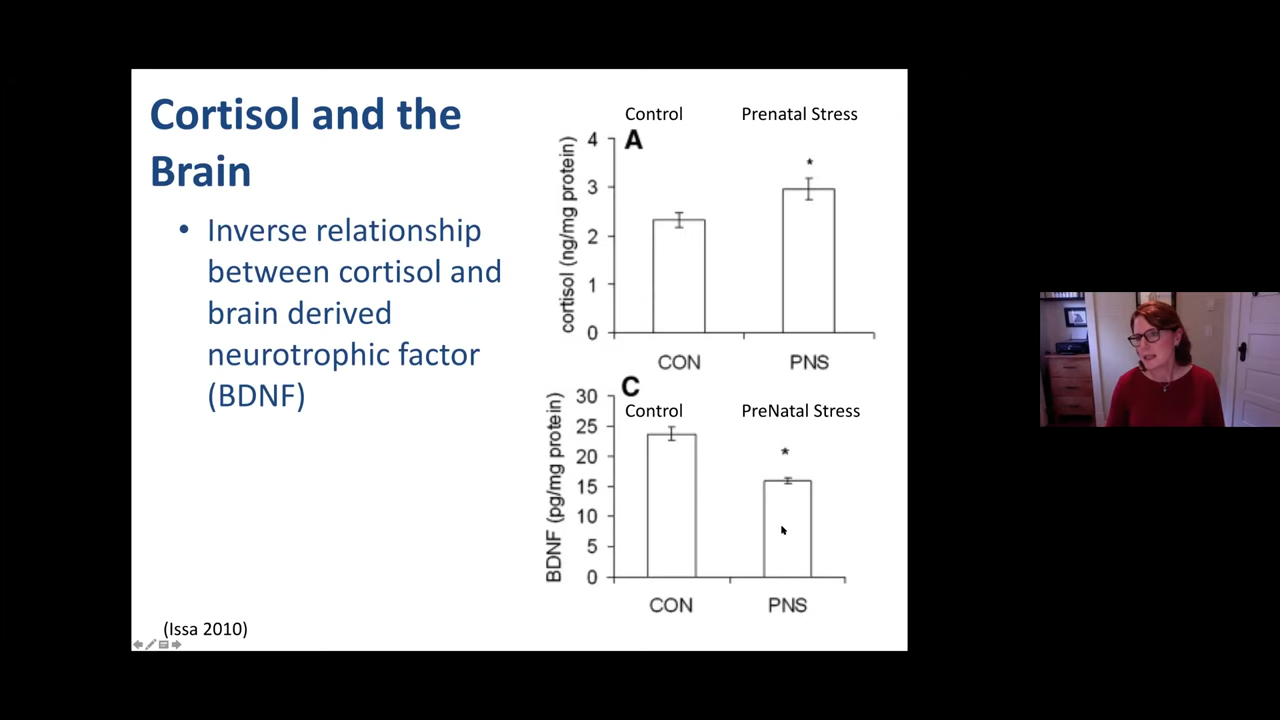 Cortisol and the
Brain
• Inverse relationship
between cortisol and
brain derived
neurotrophic factor
(BDNF)
(Issa 2010)
Control Prenatal Stress
A
cortisol (ng/mg protein)
4
3
2
1
0
*
CON PNS
C
Control PreNatal Stress
BDNF (pg/mg protein)
30
25
20
15
10
5
0
*
CON PNS